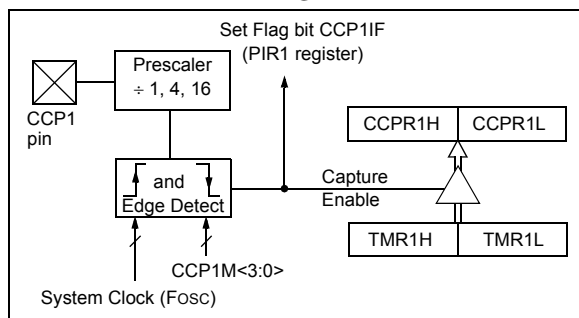 Set Flag bit CCP1IF
(PIR1 register)
Prescaler
÷ 1, 4, 16
CCP1
pin
and
Edge Detect
Capture
Enable
CCPR1H
CCPR1L
TMR1H
TMR1L
CCP1M<3:0>
System Clock (FOSC)